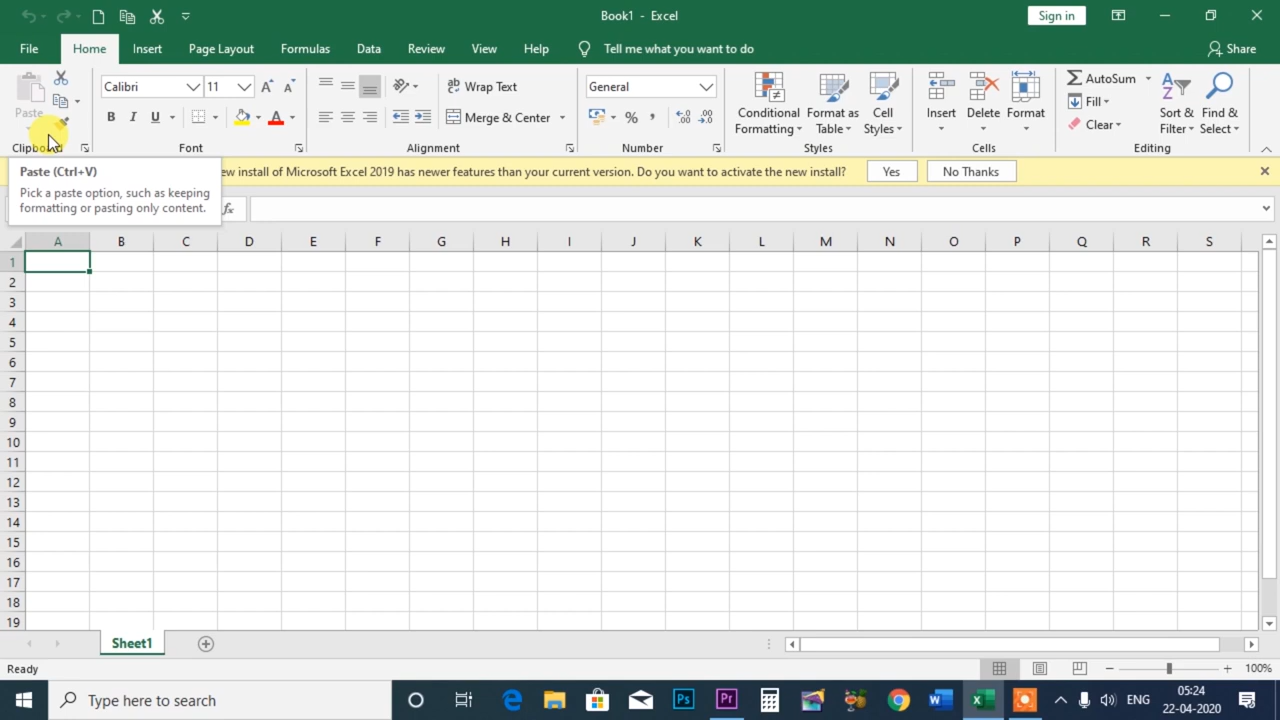 Book1 - Excel
Sign in
File Home Insert Page Layout Formulas Data Review View Help Tell me what you want to do Share
Paste
Calibri 11
Wrap Text
General
Conditional Formatting
Format as Table
Cell Styles
Insert
Delete
Format
AutoSum
Fill
Clear
Sort & Filter
Find & Select
B I U
Merge & Center
%
Font Alignment Number Styles Cells Editing
Paste (Ctrl+V)
Pick a paste option, such as keeping
formatting or pasting only content.
install of Microsoft Excel 2019 has newer features than your current version. Do you want to activate the new install? Yes No Thanks
fx
A B C D E F G H I J K L M N O P Q R S
1
2
3
4
5
6
7
8
9
10
11
12
13
14
15
16
17
18
19
Sheet1
Ready
100%
Type here to search
Ps
Pr
ENG
05:24
22-04-2020